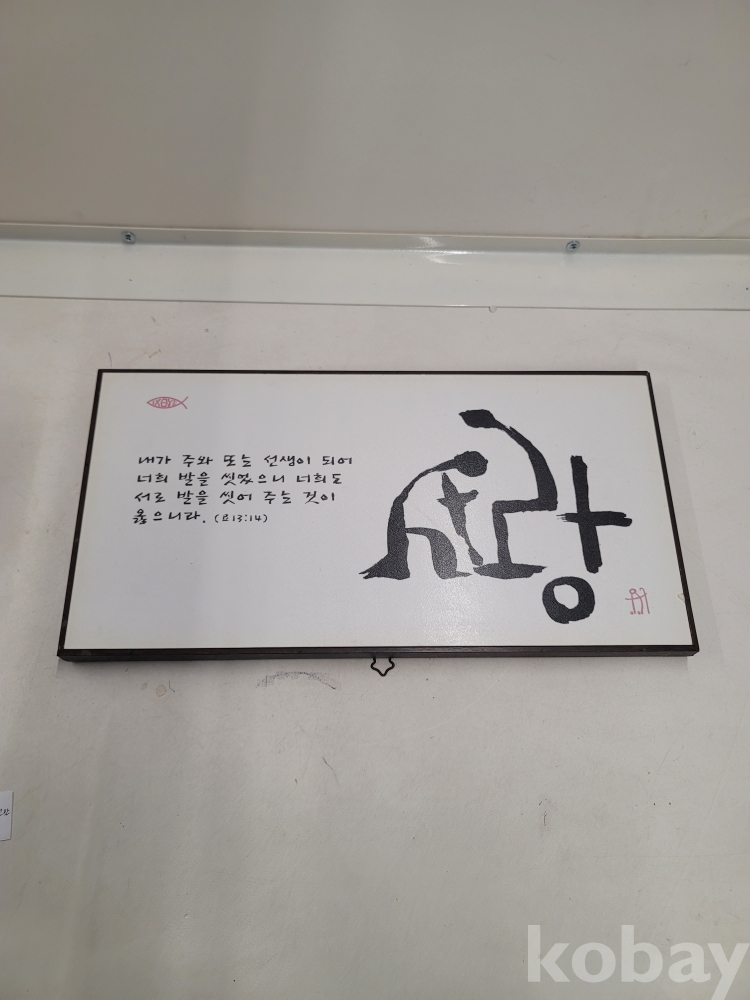 ΙΧΘΥΣ
내가 주와 또는 선생이 되어
너희 발을 씻었으니 너희도
서로 발을 씻어 주는 것이
옳으니라. (요13:14)
사랑
kobay